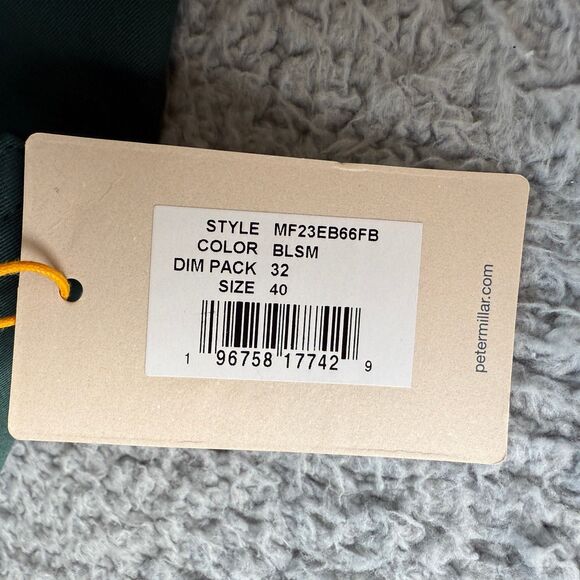 STYLE MF23EB66FB
COLOR BLSM
DIM PACK 32
SIZE 40
1 96758 17742 9
petermillar.com